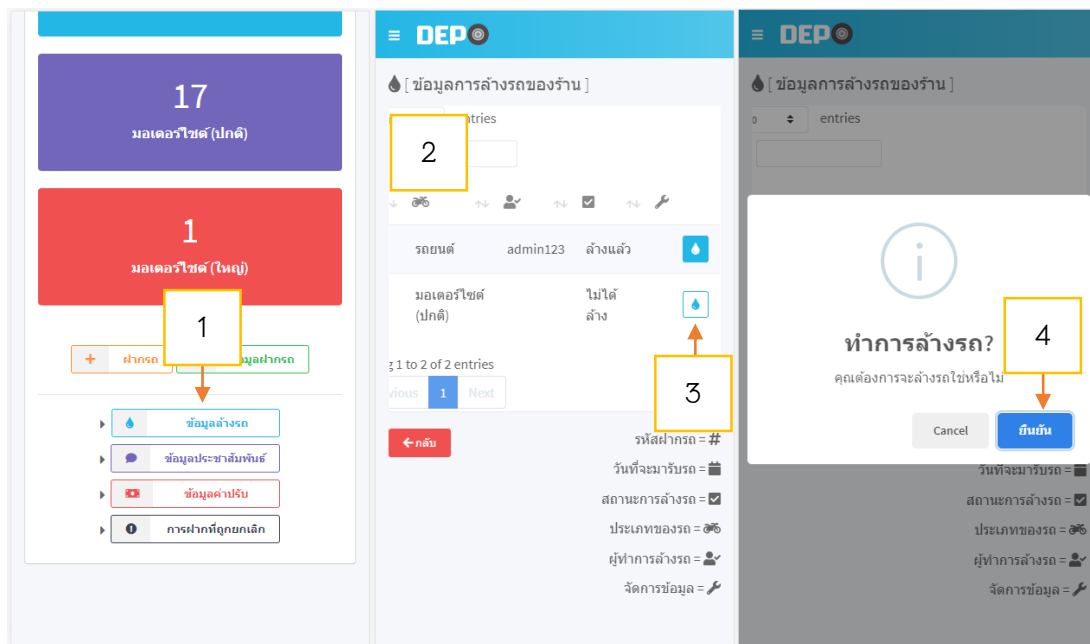 17
มอเตอร์ไซต์ (ปกติ)
1
มอเตอร์ไซต์ (ใหญ่)
1
ฝากรถ
ข้อมูลล้างรถ
ข้อมูลประชาสัมพันธ์
ข้อมูลค่าปรับ
การฝากที่ถูกยกเลิก
DEPO
[ ข้อมูลการล้างรถของร้าน ]
2
รถยนต์ admin123 ล้างแล้ว
มอเตอร์ไซต์ ไม่ได้
(ปกติ) ล้าง
1 to 2 of 2 entries
1 Next
3
กลับ
รหัสฝากรถ = #
วันที่จะมารับรถ =
สถานะการล้างรถ =
ประเภทของรถ =
ผู้ทำการล้างรถ =
จัดการข้อมูล =
DEPO
[ ข้อมูลการล้างรถของร้าน ]
entries
ทำการล้างรถ?
4
คุณต้องการจะล้างรถใช่หรือไม่
Cancel ยืนยัน
วันที่จะมารับรถ =
สถานะการล้างรถ =
ประเภทของรถ =
ผู้ทำการล้างรถ =
จัดการข้อมูล =